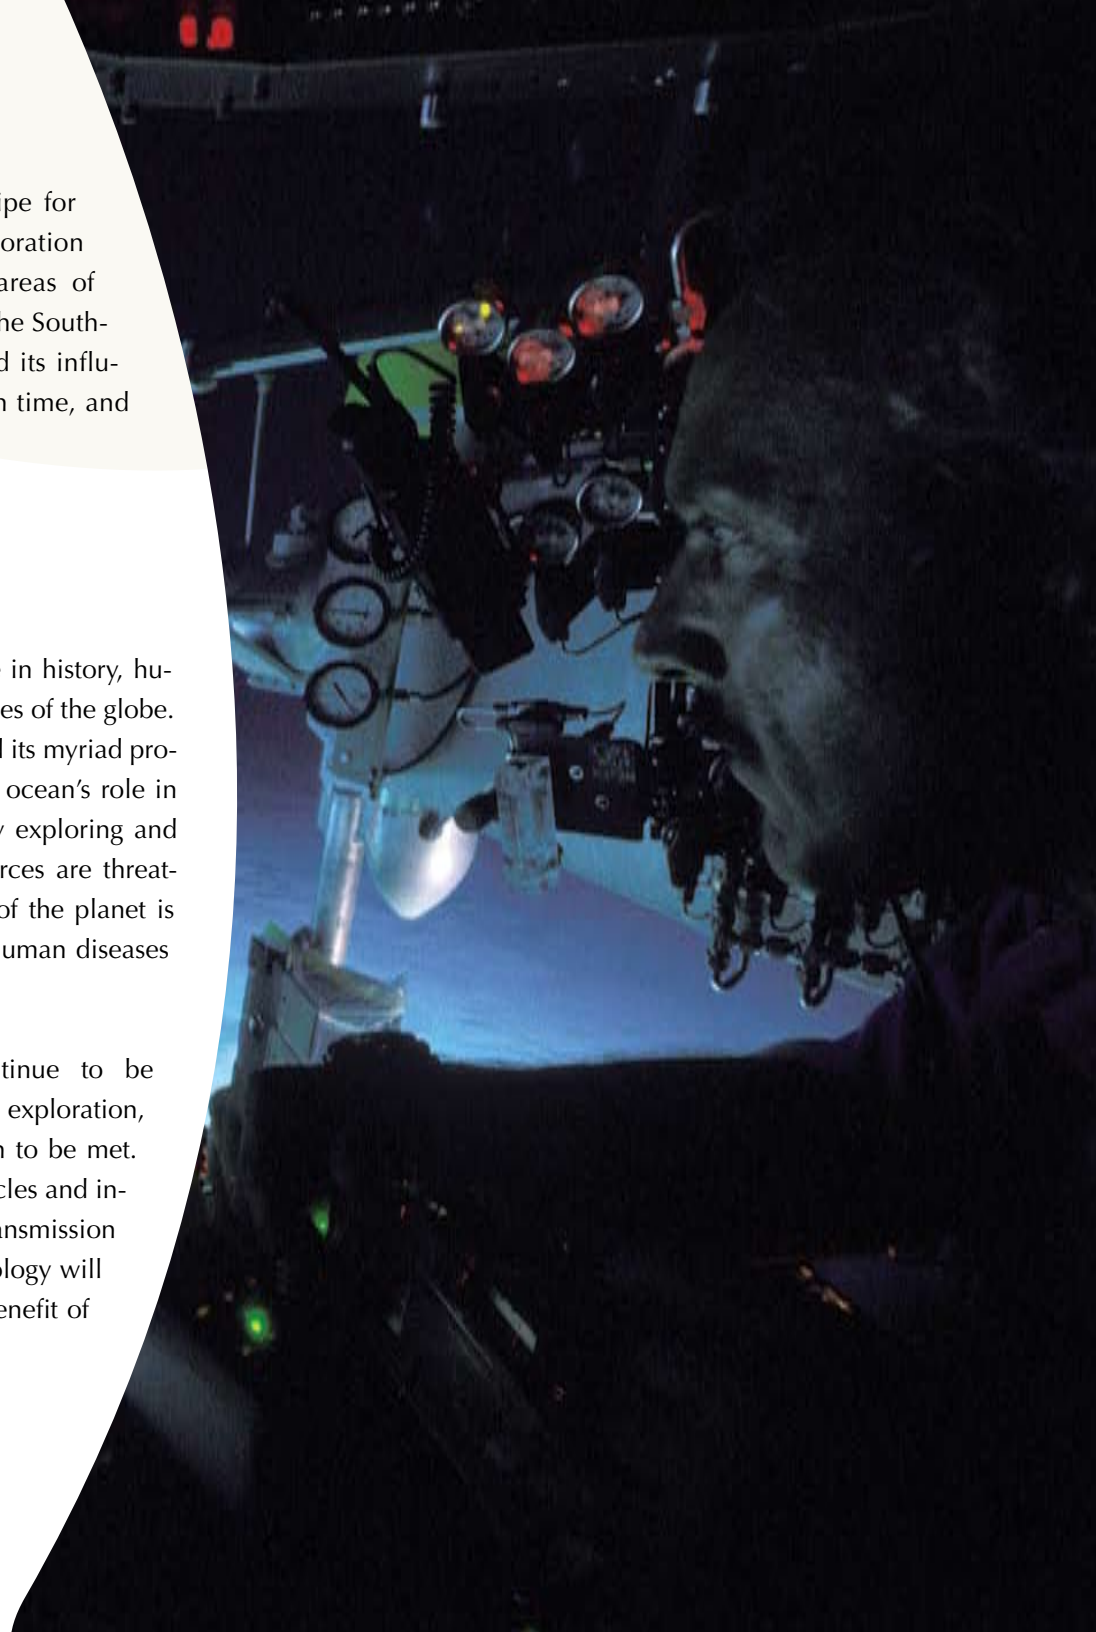 ipe for
oration
areas of
he South-
d its influ-
n time, and
in history, hu-
es of the globe.
d its myriad pro-
ocean's role in
y exploring and
rces are threat-
of the planet is
uman diseases
tinue to be
exploration,
n to be met.
cles and in-
ansmission
ology will
enefit of